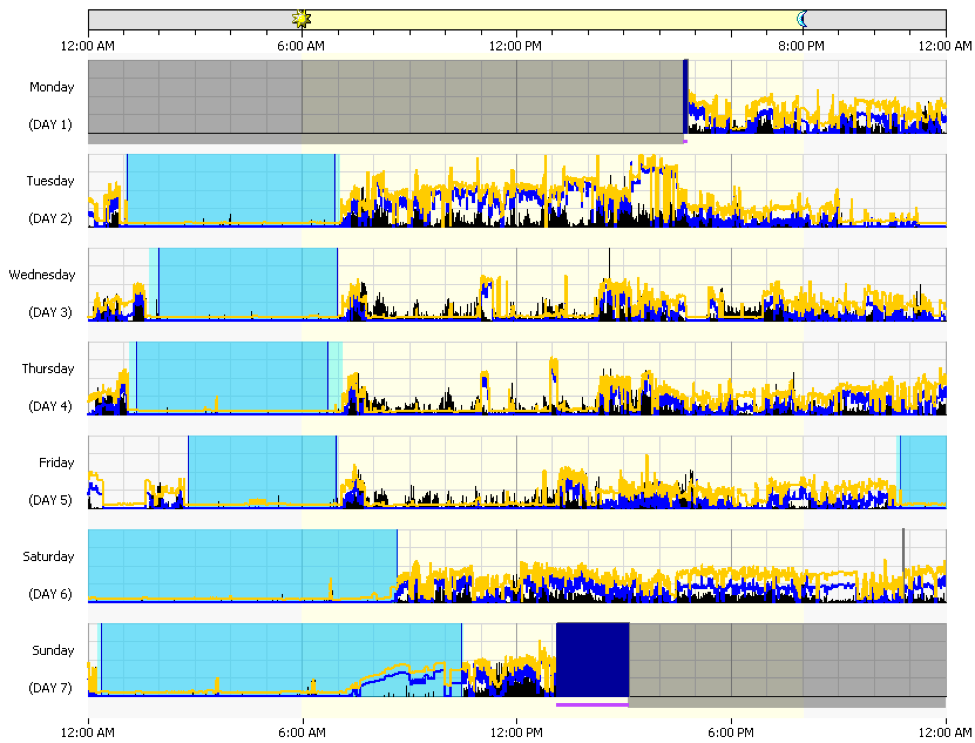 12:00 AM 6:00 AM 12:00 PM 8:00 PM 12:00 AM
Monday
(DAY 1)
Tuesday
(DAY 2)
Wednesday
(DAY 3)
Thursday
(DAY 4)
Friday
(DAY 5)
Saturday
(DAY 6)
Sunday
(DAY 7)
12:00 AM 6:00 AM 12:00 PM 6:00 PM 12:00 AM